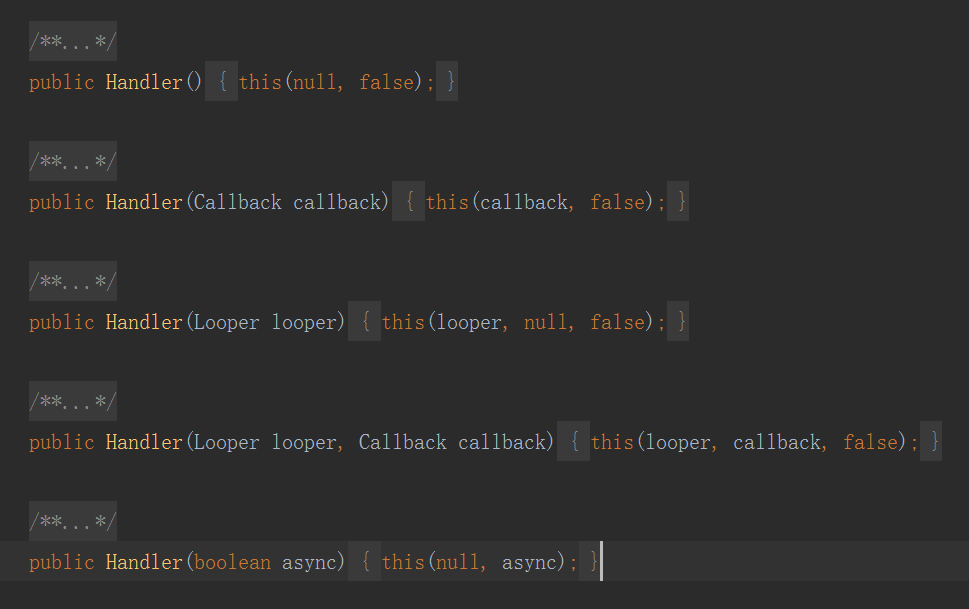 /**...*/
public Handler() { this(null, false); }
/**...*/
public Handler(Callback callback) { this(callback, false); }
/**...*/
public Handler(Looper looper) { this(looper, null, false); }
/**...*/
public Handler(Looper looper, Callback callback) { this(looper, callback, false); }
/**...*/
public Handler(boolean async) { this(null, async); }